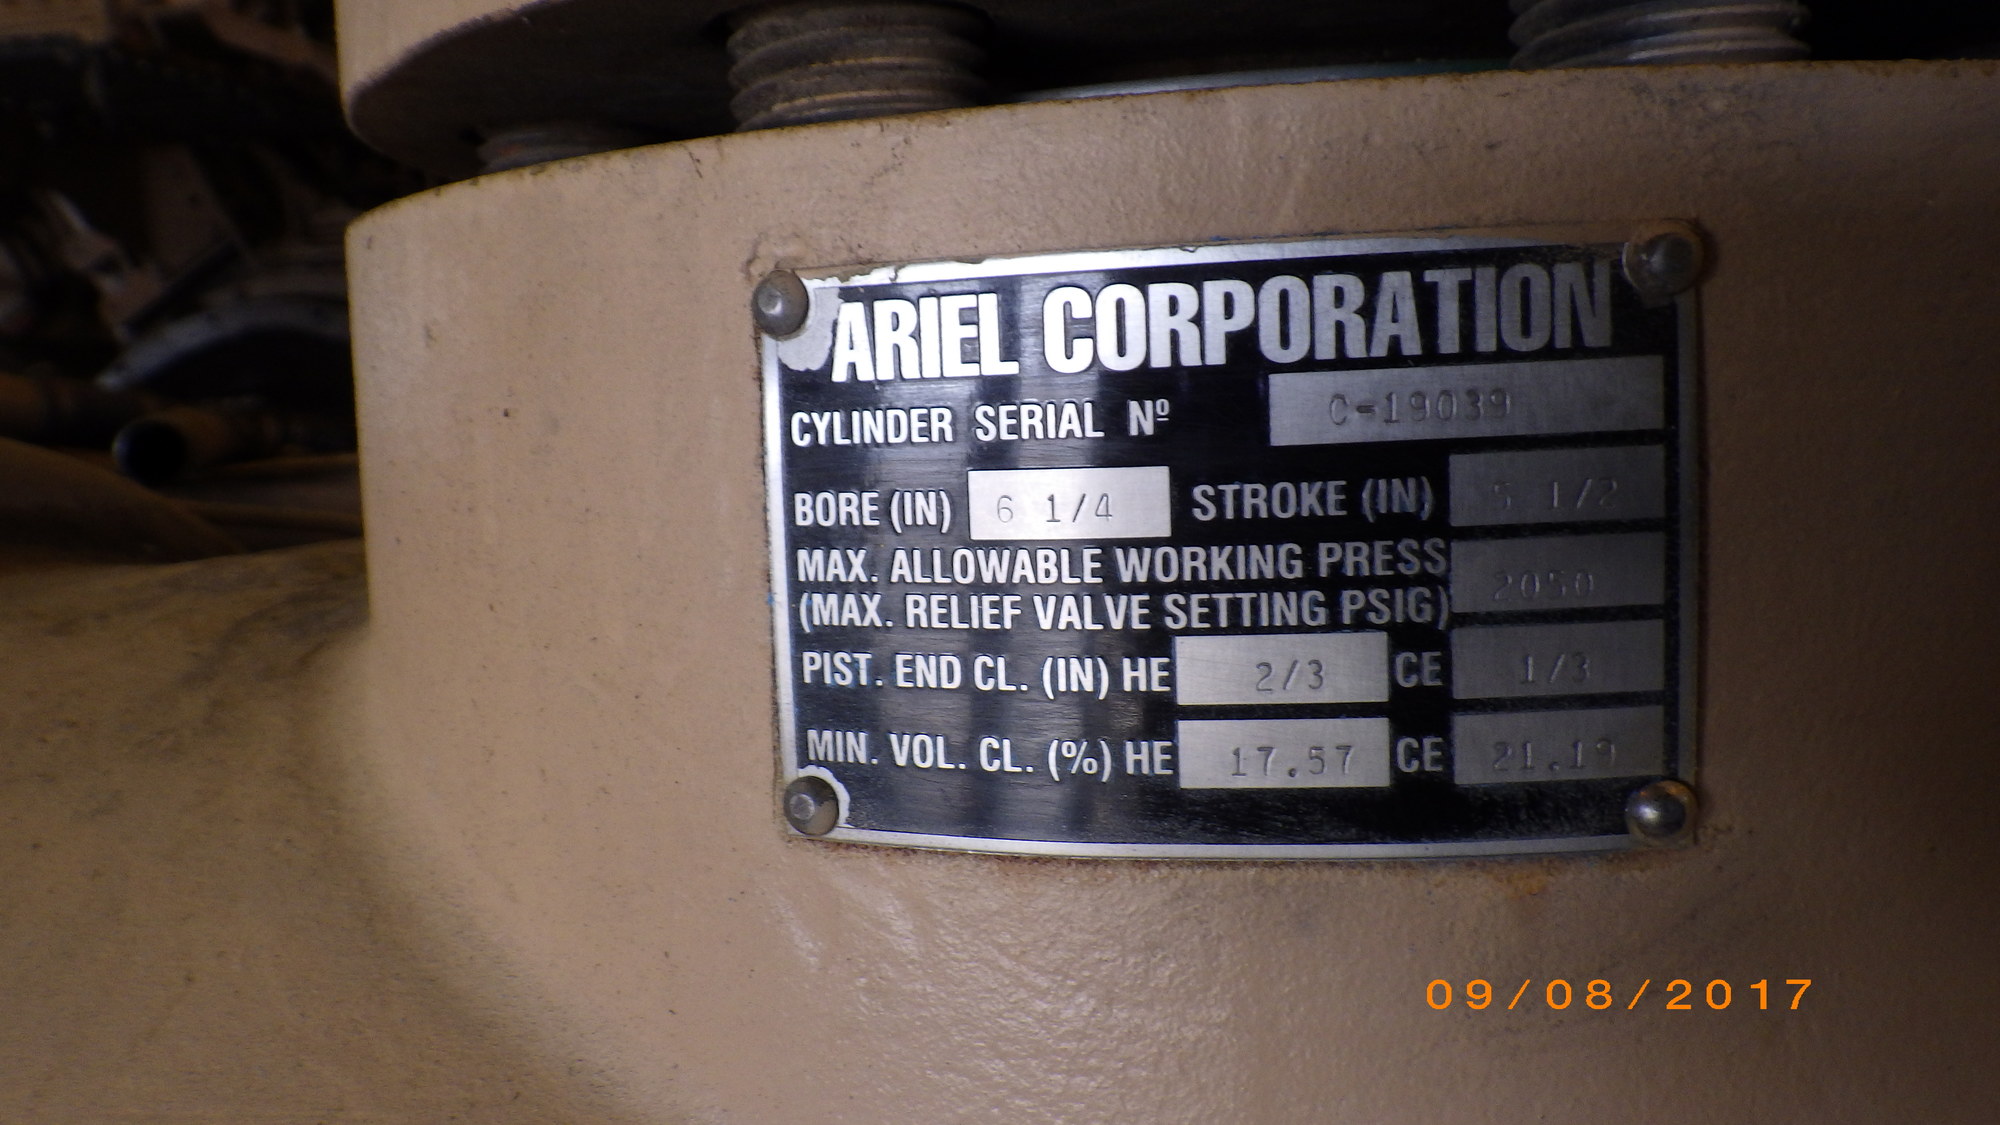 ARIEL CORPORATION
CYLINDER SERIAL Nº C-19039
BORE (IN) 6 1/4 STROKE (IN) 5 1/2
MAX. ALLOWABLE WORKING PRESS
(MAX. RELIEF VALVE SETTING PSIG) 2050
PIST. END CL. (IN) HE 2/3 CE 1/3
MIN. VOL. CL. (%) HE 17.57 CE 21.19
09/08/2017